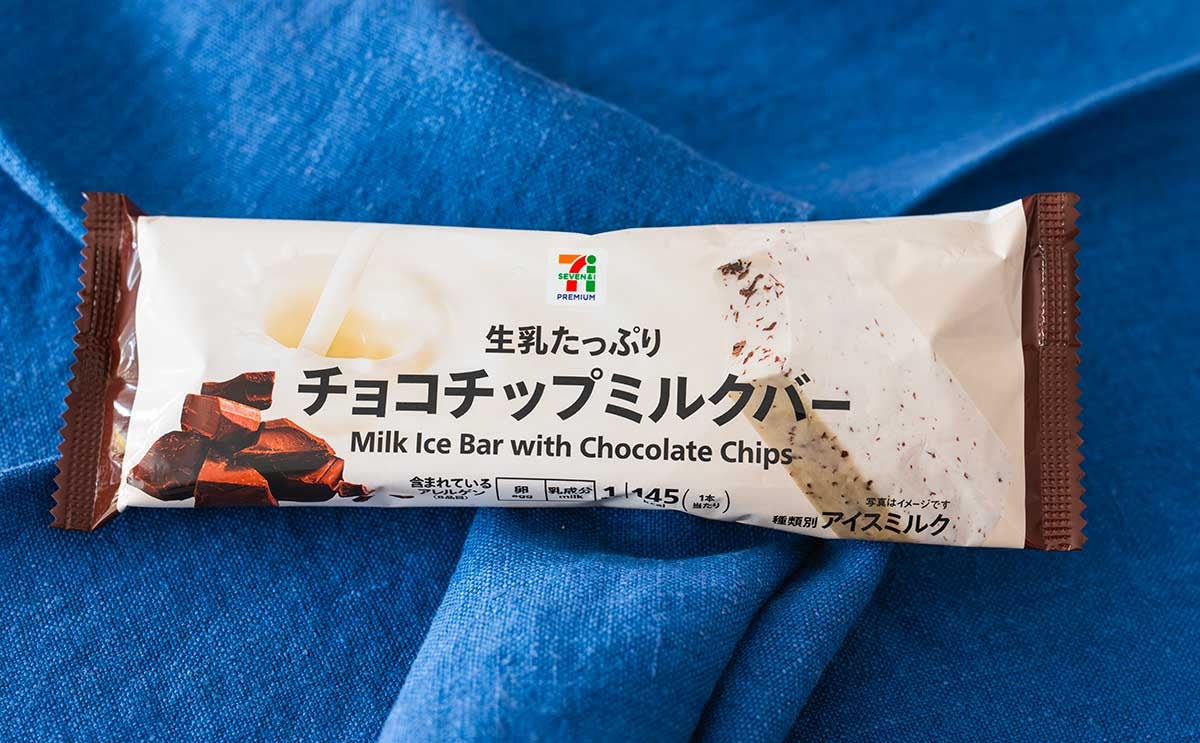 SEVEN & i
PREMIUM
生乳たっぷり
チョコチップミルクバー
Milk Ice Bar with Chocolate Chips
含まれている
アレルゲン
卵 egg 乳成分 milk
145
1本当たり
写真はイメージです
種類別 アイスミルク